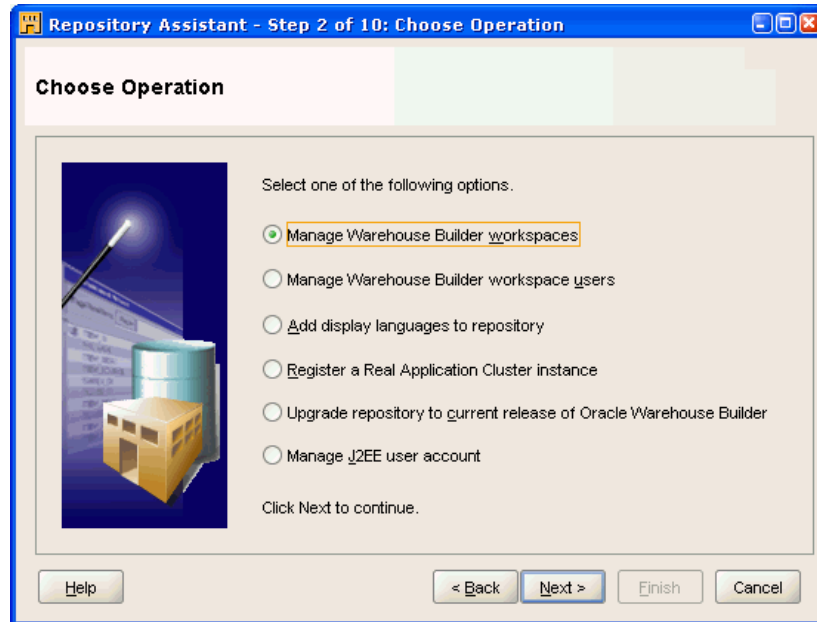 Repository Assistant - Step 2 of 10: Choose Operation
Choose Operation
Select one of the following options.
Manage Warehouse Builder workspaces
Manage Warehouse Builder workspace users
Add display languages to repository
Register a Real Application Cluster instance
Upgrade repository to current release of Oracle Warehouse Builder
Manage J2EE user account
Click Next to continue.
Help
< Back
Next >
Finish
Cancel